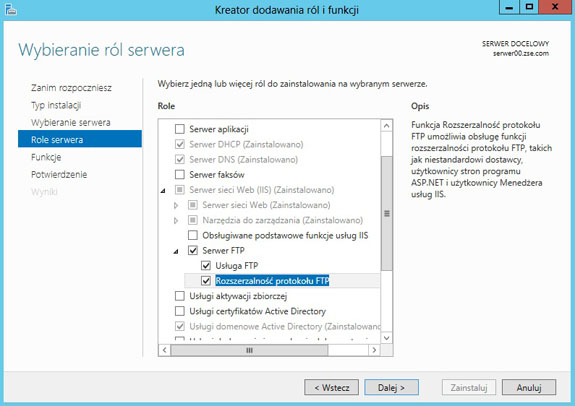 Kreator dodawania ról i funkcji
Wybieranie ról serwera
SERWER DOCELOWY
serwer00.zse.com
Zanim rozpoczniesz
Typ instalacji
Wybieranie serwera
Role serwera
Funkcje
Potwierdzenie
Wyniki
Wybierz jedną lub więcej ról do zainstalowania na wybranym serwerze.
Role
Serwer aplikacji
Serwer DHCP (Zainstalowano)
Serwer DNS (Zainstalowano)
Serwer faksów
Serwer sieci Web (IIS) (Zainstalowano)
Serwer sieci Web (Zainstalowano)
Narzędzia do zarządzania (Zainstalowano)
Obsługiwane podstawowe funkcje usług IIS
Serwer FTP
Usługa FTP
Rozszerzalność protokołu FTP
Usługi aktywacji zbiorczej
Usługi certyfikatów Active Directory
Usługi domenowe Active Directory (Zainstalowano
Opis
Funkcja Rozszerzalność protokołu
FTP umożliwia obsługę funkcji
rozszerzalności protokołu FTP, takich
jak niestandardowi dostawcy,
użytkownicy stron programu
ASP.NET i użytkownicy Menedżera
usług IIS.
< Wstecz
Dalej >
Zainstaluj
Anuluj